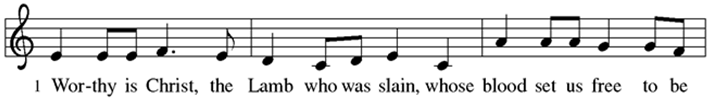 1 Wor-thy is Christ, the Lamb who was slain, whose blood set us free to be